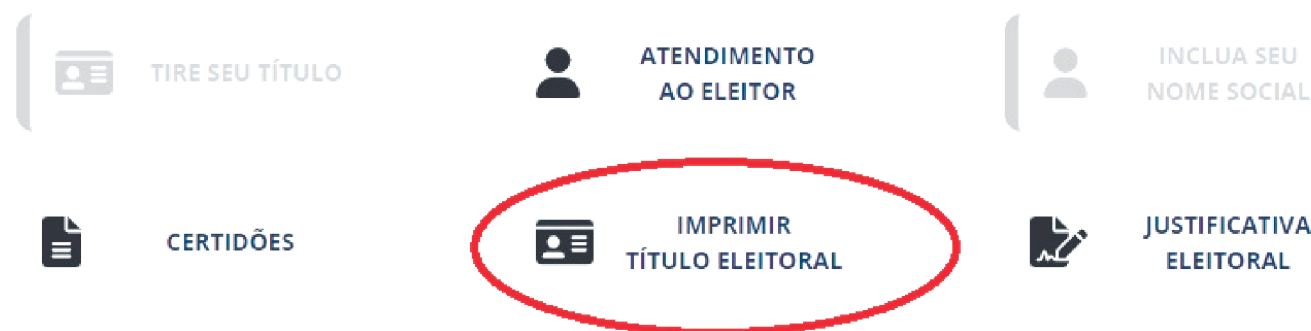 TIRE SEU TÍTULO
ATENDIMENTO
AO ELEITOR
INCLUA SEU
NOME SOCIAL
CERTIDÕES
IMPRIMIR
TÍTULO ELEITORAL
JUSTIFICATIVA
ELEITORAL